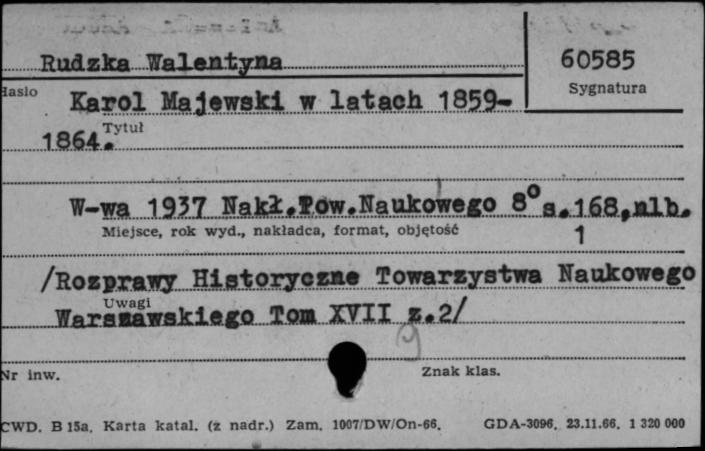 Rudzka Walentyna
60585
Hasło
Sygnatura
Karol Majewski w latach 1859-
Tytuł
1864.
W-wa 1937 Nakł.Tow.Naukowego 8° s.168,nlb.
Miejsce, rok wyd., nakładca, format, objętość
1
/Rozprawy Historyczne Towarzystwa Naukowego
Uwagi
Warszawskiego Tom XVII z.2/
9
Nr inw.
Znak klas.
CWD. B 15a. Karta katal. (z nadr.) Zam. 1007/DW/On-66. GDA-3096. 23.11.66. 1 320 000